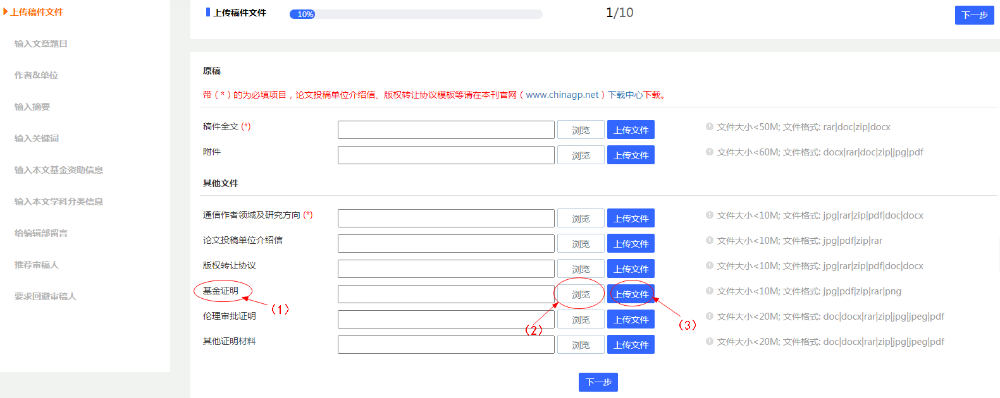 上传稿件文件
输入文章题目
作者&单位
输入摘要
输入关键词
输入本文基金资助信息
输入本文学科分类信息
给编辑部留言
推荐审稿人
要求回避审稿人
上传稿件文件 10% 1/10 下一步
原稿
带(*)的为必填项目，论文投稿单位介绍信、版权转让协议模板等请在本刊官网(www.chinagp.net)下载中心下载。
稿件全文(*) 浏览 上传文件 文件大小<50M; 文件格式: rar|doc|zip|docx
附件 浏览 上传文件 文件大小<60M; 文件格式: docx|rar|doc|zip|jpg|pdf
其他文件
通信作者领域及研究方向(*) 浏览 上传文件 文件大小<10M; 文件格式: jpg|rar|zip|pdf|doc|docx
论文投稿单位介绍信 浏览 上传文件 文件大小<10M; 文件格式: jpg|pdf|zip|rar
版权转让协议 浏览 上传文件 文件大小<10M; 文件格式: jpg|rar|zip|pdf|doc|docx
基金证明 浏览 上传文件 文件大小<10M; 文件格式: jpg|pdf|zip|rar|png
(1)
伦理审批证明 浏览 上传文件 文件大小<20M; 文件格式: doc|docx|rar|zip|jpg|jpeg|pdf
(2) (3)
其他证明材料 浏览 上传文件 文件大小<20M; 文件格式: doc|docx|rar|zip|jpg|jpeg|pdf
下一步